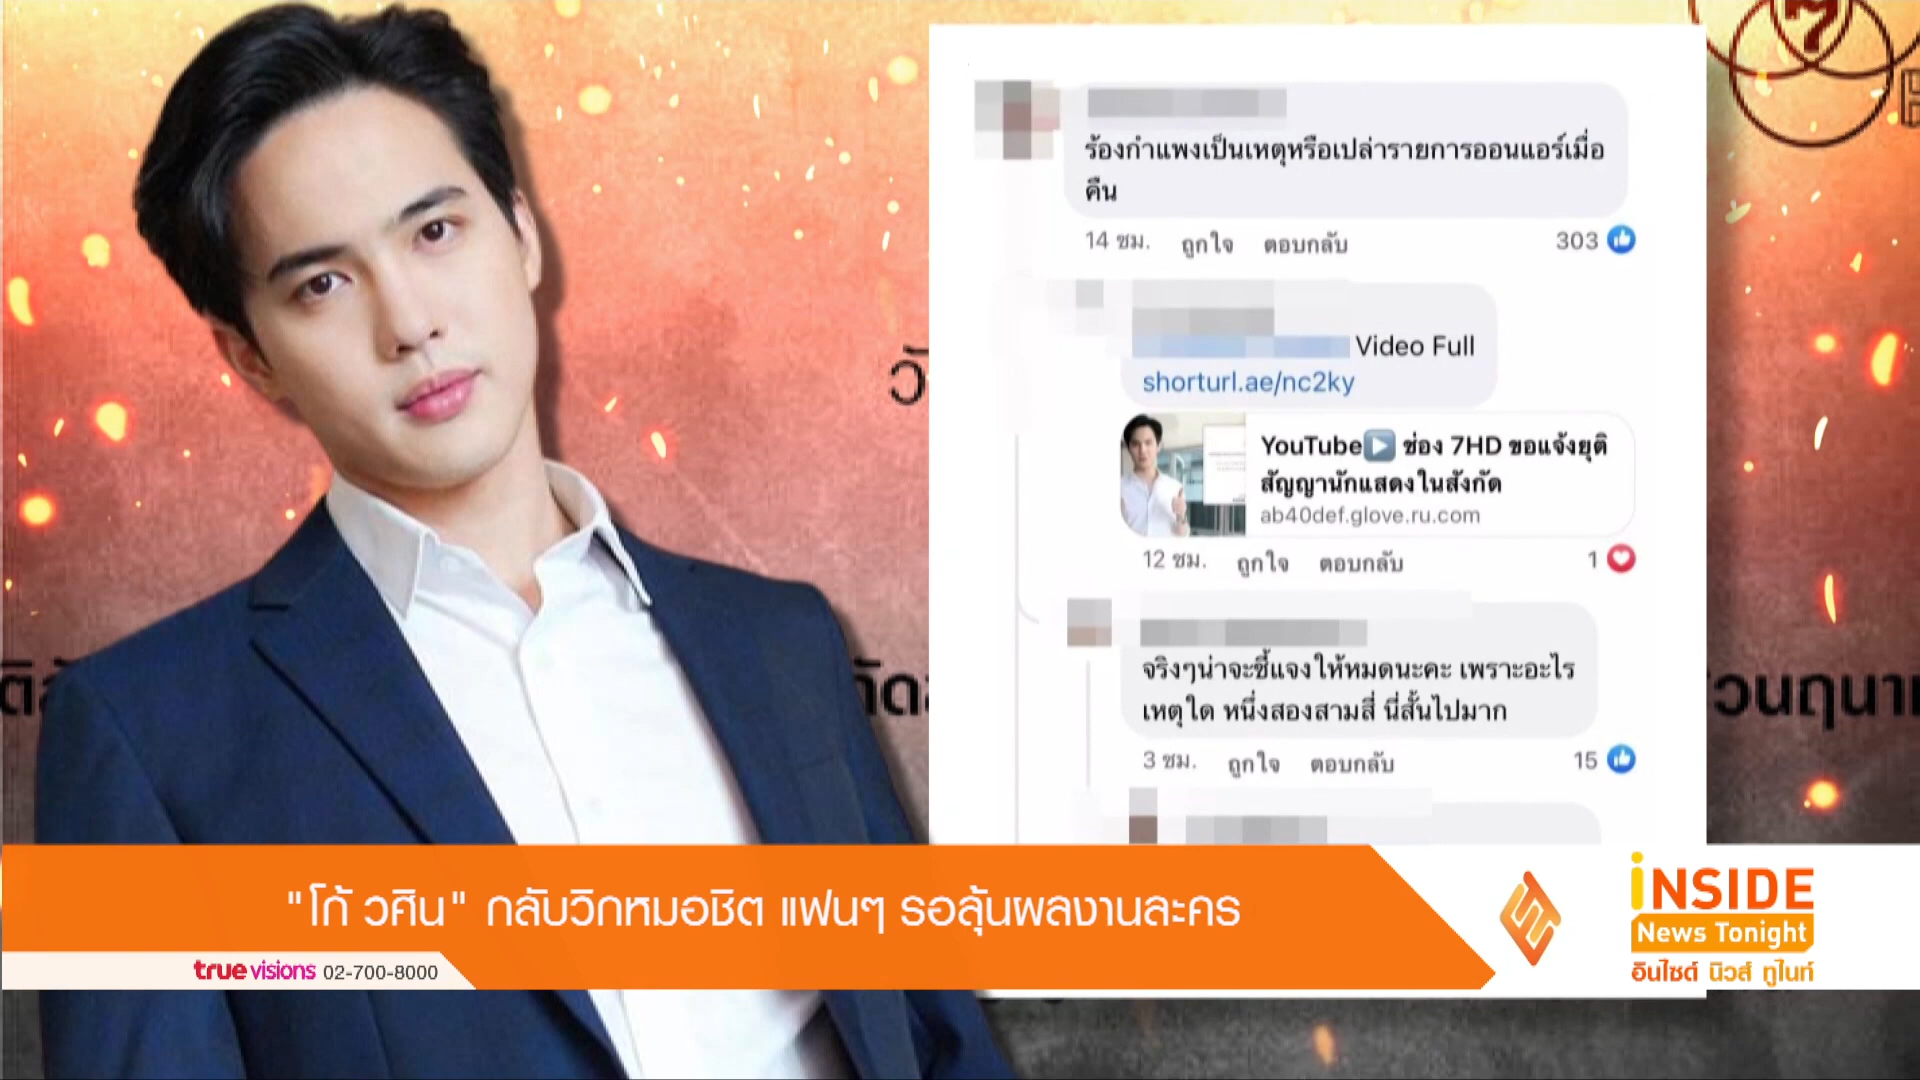 ร้องกำแพงเป็นเหตุหรือเปล่ารายการออนแอร์เมื่อ
คืน
14 ชม. ถูกใจ ตอบกลับ 303
Video Full
shorturl.ae/nc2ky
YouTube▶️ ช่อง 7HD ขอแจ้งยุติ
สัญญานักแสดงในสังกัด
ab40def.glove.ru.com
12 ชม. ถูกใจ ตอบกลับ 1
จริงๆน่าจะชี้แจงให้หมดนะคะ เพราะอะไร
เหตุใด หนึ่งสองสามสี่ นี่สั้นไปมาก
3 ชม. ถูกใจ ตอบกลับ 15
"โก้ วศิน" กลับวิกหมอชิต แฟนๆ รอลุ้นผลงานละคร
truevisions 02-700-8000
iNSIDE
News Tonight
อินไซด์ นิวส์ ทูไนท์
7